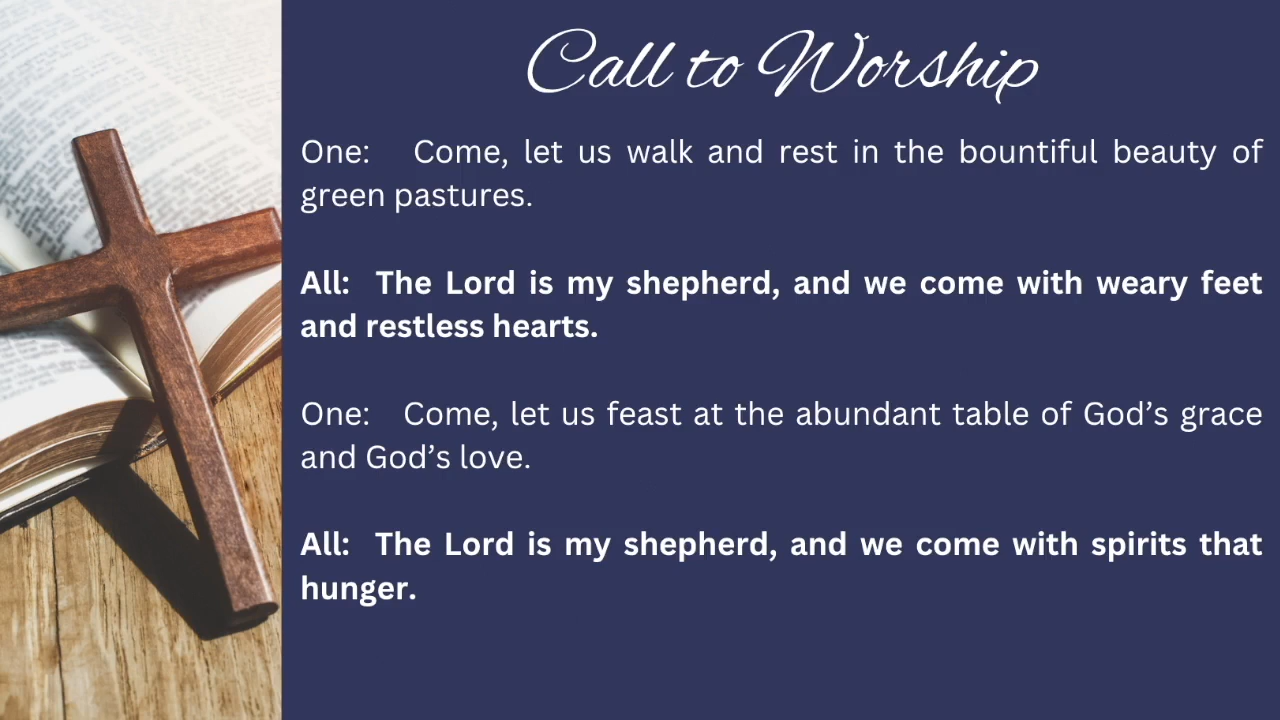 Call to Worship
One: Come, let us walk and rest in the bountiful beauty of
green pastures.
All: The Lord is my shepherd, and we come with weary feet
and restless hearts.
One: Come, let us feast at the abundant table of God’s grace
and God’s love.
All: The Lord is my shepherd, and we come with spirits that
hunger.